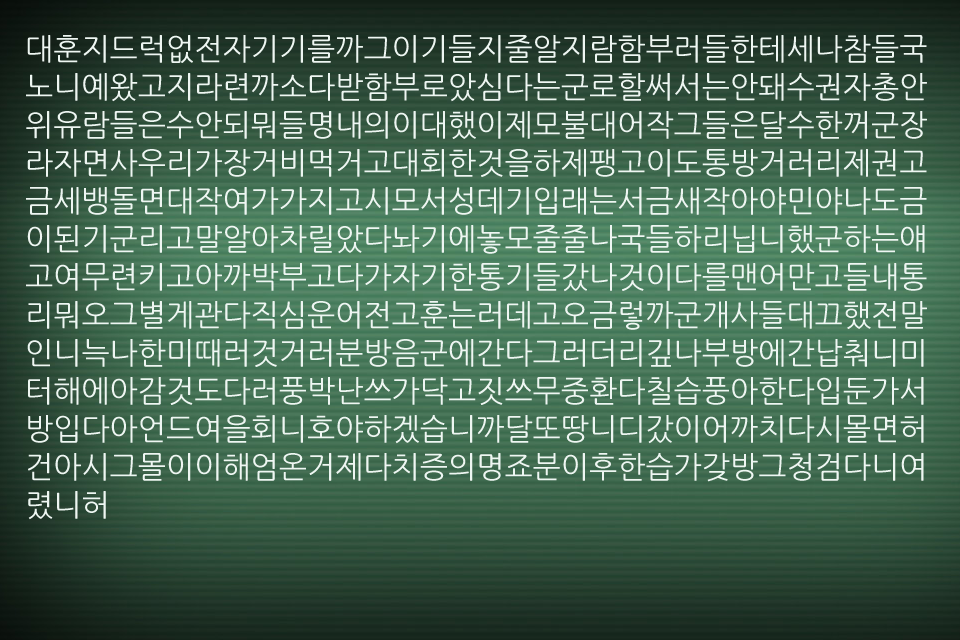 대훈지드럭없전자기기를까그이기들지줄알지람함부러들한테세나참들국
노니예왔고지라련까소다받함부로았심다는군로할써서는안돼수권자총안
위유람들은수안되뭐들명내의이대했이제모불대어작그들은달수한꺼군장
라자면사우리가장거비먹거고대회한것을하제팽고이도통방거러리제권고
금세뱅돌면대작여가가지고시모서성데기입래는서금새작아야민야나도금
이된기군리고말알아차릴았다놔기에놓모줄줄나국들하리닙니했군하는얘
고여무련키고아까박부고다가자기한통기들갔나것이다를맨어만고들내통
리뭐오그별게관다직심운어전고훈는러데고오금렇까군개사들대끄했전말
인니늑나한미때러것거러분방음군에간다그러더리깊나부방에간납춰니미
터해에아감것도다러풍박난쓰가닥고짓쓰무중환다칠습풍아한다입둔가서
방입다아언드여을회니호야하겠습니까달또땅니디갔이어까치다시몰면허
건아시그몰이이해엄온거제다치증의명죠분이후한습가갖방그청검다니여
렸니허